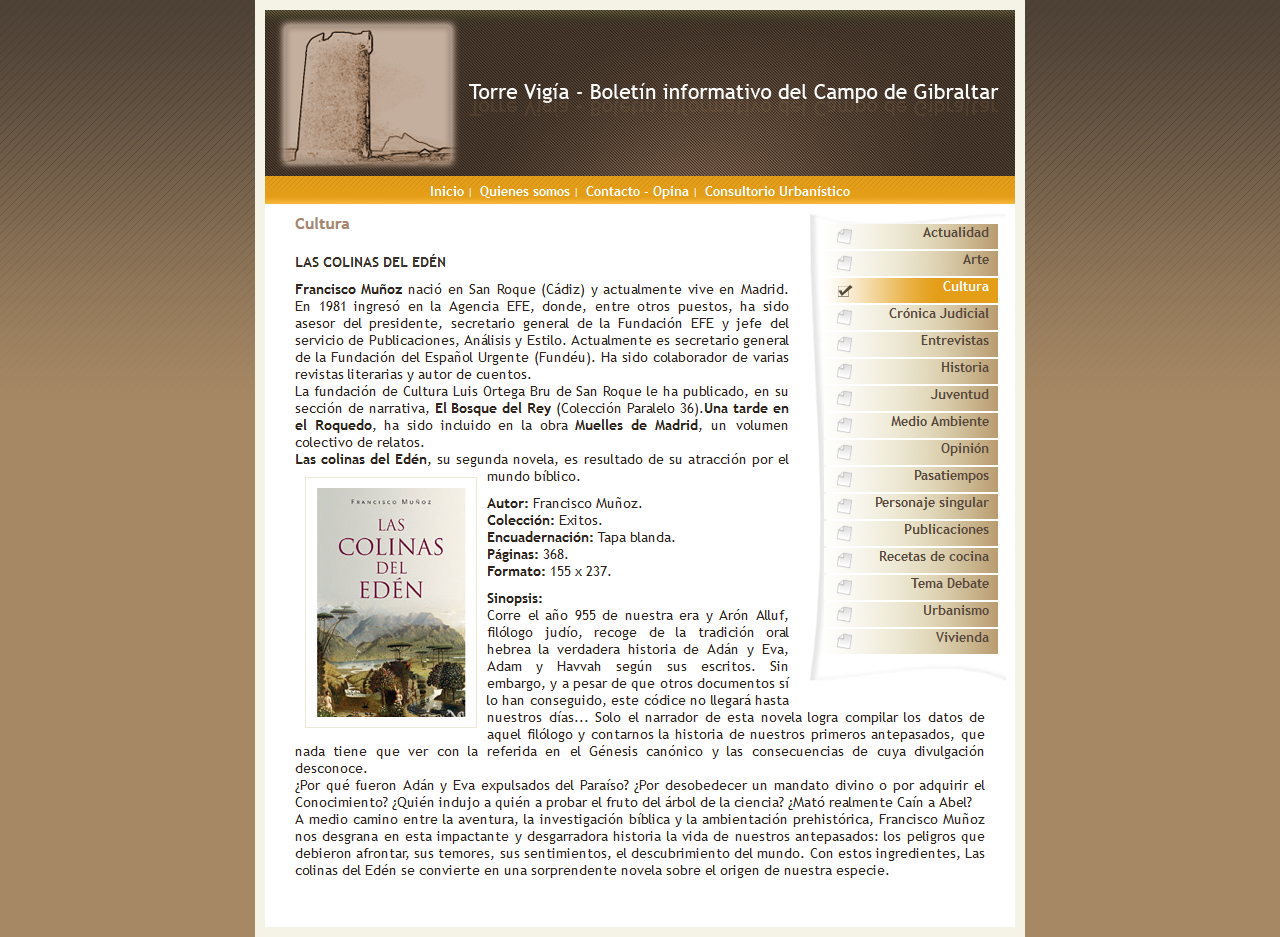 Torre Vigía - Boletín informativo del Campo de Gibraltar
Inicio | Quienes somos | Contacto - Opina | Consultorio Urbanístico
Cultura
LAS COLINAS DEL EDÉN
Francisco Muñoz nació en San Roque (Cádiz) y actualmente vive en Madrid.
En 1981 ingresó en la Agencia EFE, donde, entre otros puestos, ha sido
asesor del presidente, secretario general de la Fundación EFE y jefe del
servicio de Publicaciones, Análisis y Estilo. Actualmente es secretario general
de la Fundación del Español Urgente (Fundéu). Ha sido colaborador de varias
revistas literarias y autor de cuentos.
La fundación de Cultura Luis Ortega Bru de San Roque le ha publicado, en su
sección de narrativa, El Bosque del Rey (Colección Paralelo 36).Una tarde en
el Roquedo, ha sido incluido en la obra Muelles de Madrid, un volumen
colectivo de relatos.
Las colinas del Edén, su segunda novela, es resultado de su atracción por el
mundo bíblico.
FRANCISCO MUÑOZ
LAS
COLINAS
DEL
EDÉN
Autor: Francisco Muñoz.
Colección: Exitos.
Encuadernación: Tapa blanda.
Páginas: 368.
Formato: 155 x 237.
Sinopsis:
Corre el año 955 de nuestra era y Arón Alluf,
filólogo judío, recoge de la tradición oral
hebrea la verdadera historia de Adán y Eva,
Adam y Havvah según sus escritos. Sin
embargo, y a pesar de que otros documentos sí
lo han conseguido, este códice no llegará hasta
nuestros días... Solo el narrador de esta novela logra compilar los datos de
aquel filólogo y contarnos la historia de nuestros primeros antepasados, que
nada tiene que ver con la referida en el Génesis canónico y las consecuencias de cuya divulgación
desconoce.
¿Por qué fueron Adán y Eva expulsados del Paraíso? ¿Por desobedecer un mandato divino o por adquirir el
Conocimiento? ¿Quién indujo a quién a probar el fruto del árbol de la ciencia? ¿Mató realmente Caín a Abel?
A medio camino entre la aventura, la investigación bíblica y la ambientación prehistórica, Francisco Muñoz
nos desgrana en esta impactante y desgarradora historia la vida de nuestros antepasados: los peligros que
debieron afrontar, sus temores, sus sentimientos, el descubrimiento del mundo. Con estos ingredientes, Las
colinas del Edén se convierte en una sorprendente novela sobre el origen de nuestra especie.
Actualidad
Arte
Cultura
Crónica Judicial
Entrevistas
Historia
Juventud
Medio Ambiente
Opinión
Pasatiempos
Personaje singular
Publicaciones
Recetas de cocina
Tema Debate
Urbanismo
Vivienda